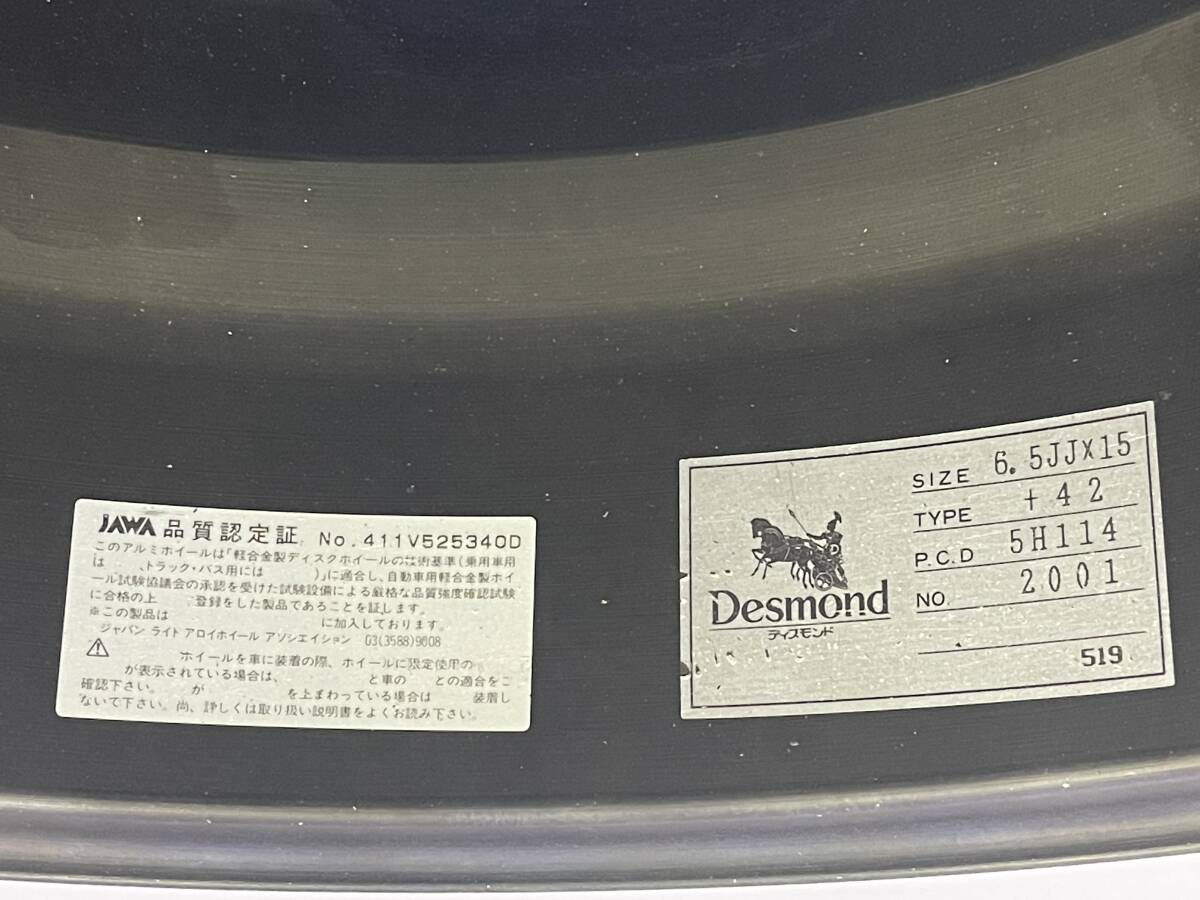 JAWA 品質認定証 No.411V525340D
このアルミホイールは「軽合金製ディスクホイールの技術基準(乗用車用
は 、トラック・バス用には )」に適合し、自動車用軽合金製ホイ
ール試験協議会の承認を受けた試験設備による厳格な品質強度確認試験
に合格の上 登録をした製品であることを証します。
※この製品は に加入しております。
ジャパン ライト アロイホイール アソシエイション 03(3588)9808
ホイールを車に装着の際、ホイールに限定使用の
が表示されている場合は、 と車の との適合をご
確認下さい。 が を上まわっている場合は 装着し
ないで下さい。尚、詳しくは取り扱い説明書をよくお読み下さい。
Desmond
ディスモンド
SIZE 6.5JJX15
TYPE +42
P.C.D 5H114
NO. 2001
519